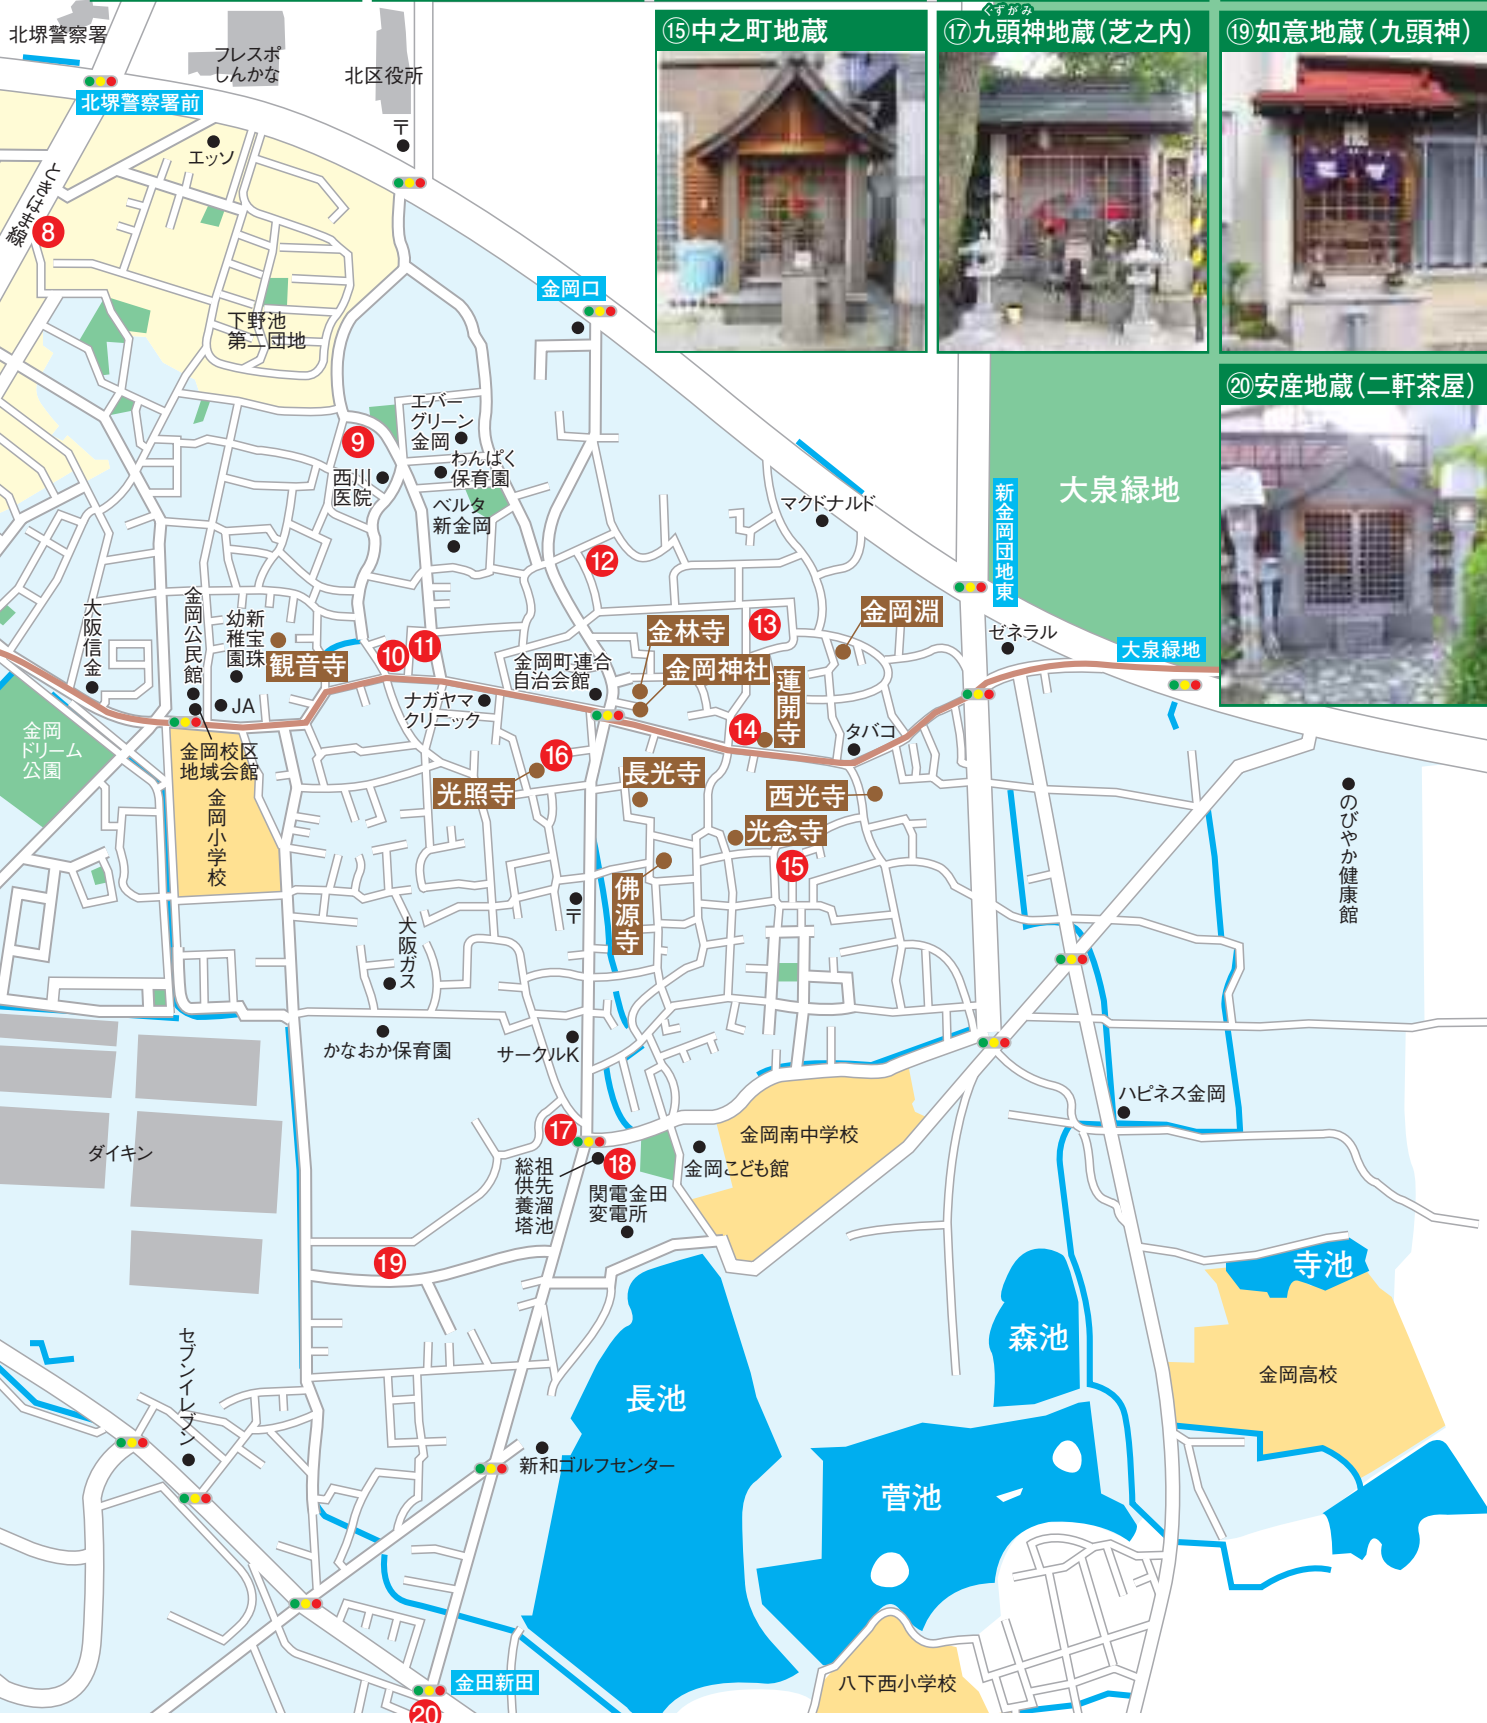 ⑮中之町地蔵
くずがみ
⑰九頭神地蔵(芝之内)
⑲如意地蔵(九頭神)
⑳安産地蔵(二軒茶屋)
北堺警察署
フレスポ
しんかな
北区役所
北堺警察署前
〒
エッソ
ときはま線
8
金岡口
下野池
第二団地
エバー
グリーン
金岡
9
わんぱく
保育園
西川
医院
ベルタ
新金岡
マクドナルド
大泉緑地
新金岡団地東
12
大阪信金
金岡公民館
新宝珠
幼稚園
観音寺
10
11
金岡町連合
自治会館
金林寺
金岡神社
13
金岡淵
ゼネラル
大泉緑地
JA
ナガヤマ
クリニック
蓮開寺
14
タバコ
金岡
ドリーム
公園
金岡校区
地域会館
金岡小学校
16
光照寺
長光寺
西光寺
光念寺
15
のびやか健康館
佛源寺
〒
大阪ガス
かなおか保育園
サークルK
ハピネス金岡
ダイキン
17
金岡南中学校
18
金岡こども館
祖先溜池
総供養塔
関電金田
変電所
19
寺池
森池
金岡高校
セブンイレブン
長池
新和ゴルフセンター
菅池
金田新田
20
八下西小学校